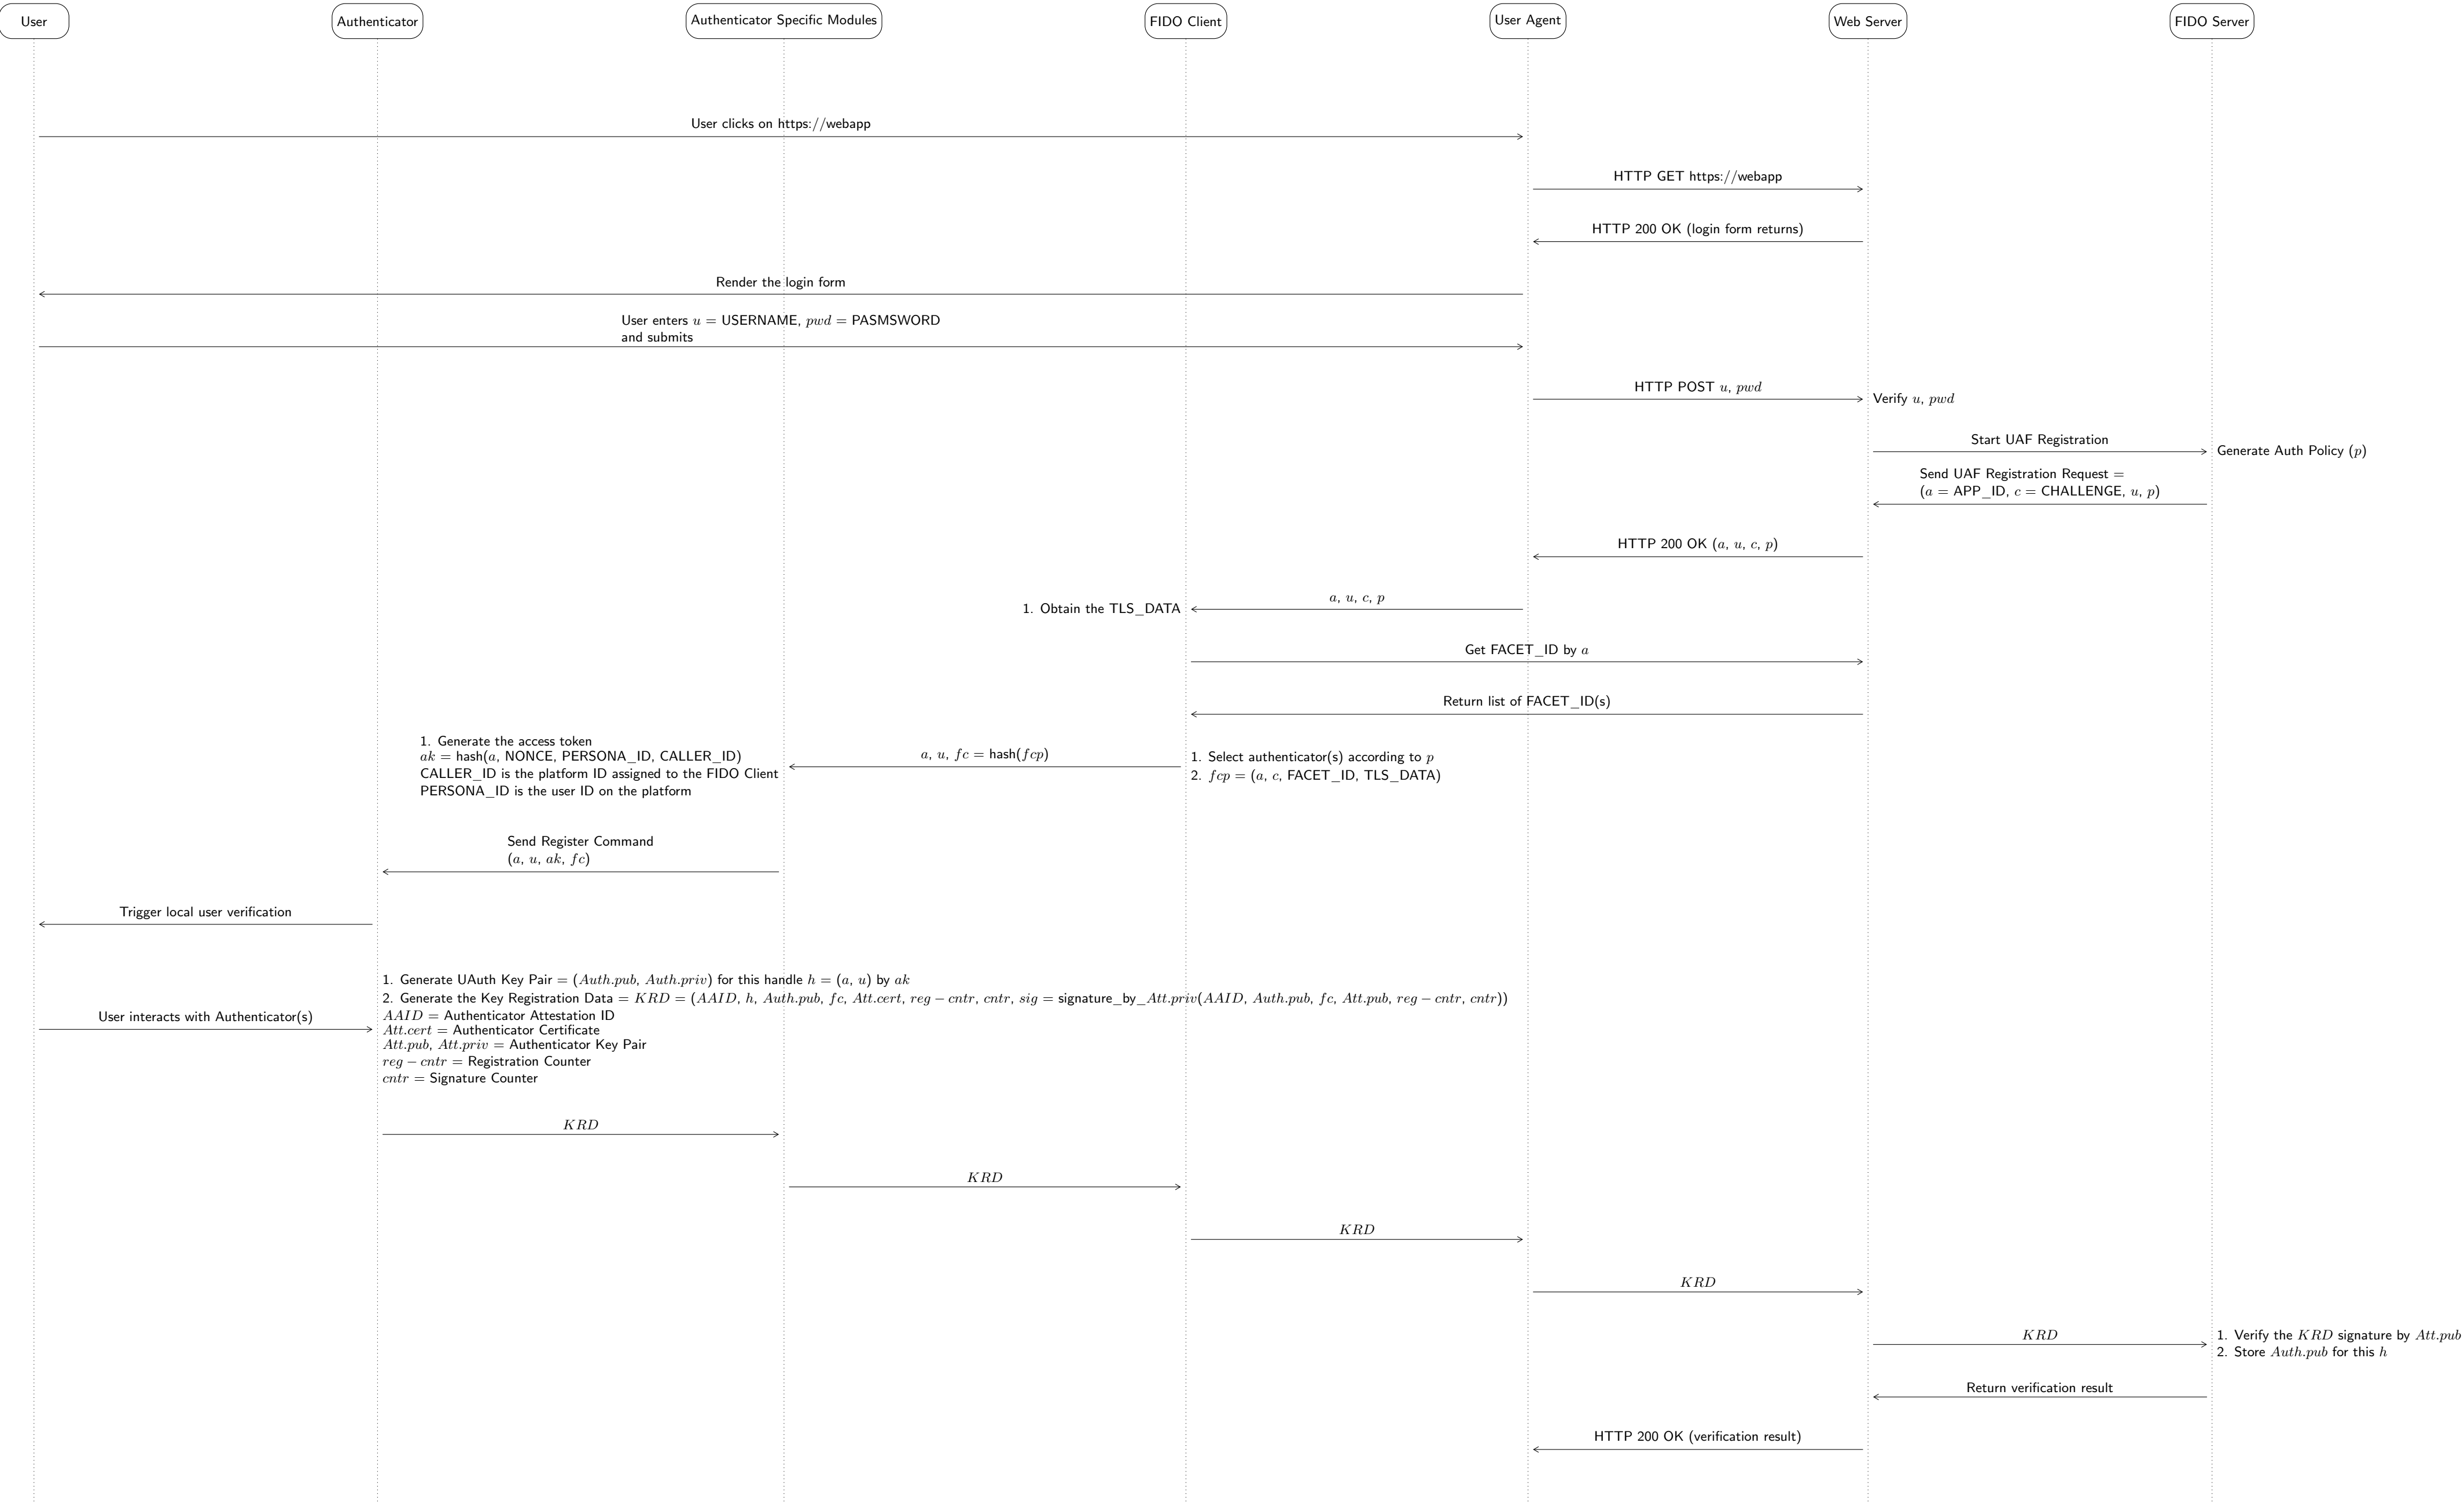 User
Authenticator
Authenticator Specific Modules
FIDO Client
User Agent
Web Server
FIDO Server
User clicks on https://webapp
HTTP GET https://webapp
HTTP 200 OK (login form returns)
Render the login form
User enters u = USERNAME, pwd = PASMSWORD
and submits
HTTP POST u, pwd
Verify u, pwd
Start UAF Registration
Generate Auth Policy (p)
Send UAF Registration Request =
(a = APP_ID, c = CHALLENGE, u, p)
HTTP 200 OK (a, u, c, p)
a, u, c, p
1. Obtain the TLS_DATA
Get FACET_ID by a
Return list of FACET_ID(s)
1. Generate the access token
ak = hash(a, NONCE, PERSONA_ID, CALLER_ID)
CALLER_ID is the platform ID assigned to the FIDO Client
PERSONA_ID is the user ID on the platform
a, u, fc = hash(fcp)
1. Select authenticator(s) according to p
2. fcp = (a, c, FACET_ID, TLS_DATA)
Send Register Command
(a, u, ak, fc)
Trigger local user verification
User interacts with Authenticator(s)
1. Generate UAuth Key Pair = (Auth.pub, Auth.priv) for this handle h = (a, u) by ak
2. Generate the Key Registration Data = KRD = (AAID, h, Auth.pub, fc, Att.cert, reg − cntr, cntr, sig = signature_by_Att.priv(AAID, Auth.pub, fc, Att.pub, reg − cntr, cntr))
AAID = Authenticator Attestation ID
Att.cert = Authenticator Certificate
Att.pub, Att.priv = Authenticator Key Pair
reg − cntr = Registration Counter
cntr = Signature Counter
KRD
KRD
KRD
KRD
KRD
1. Verify the KRD signature by Att.pub
2. Store Auth.pub for this h
Return verification result
HTTP 200 OK (verification result)